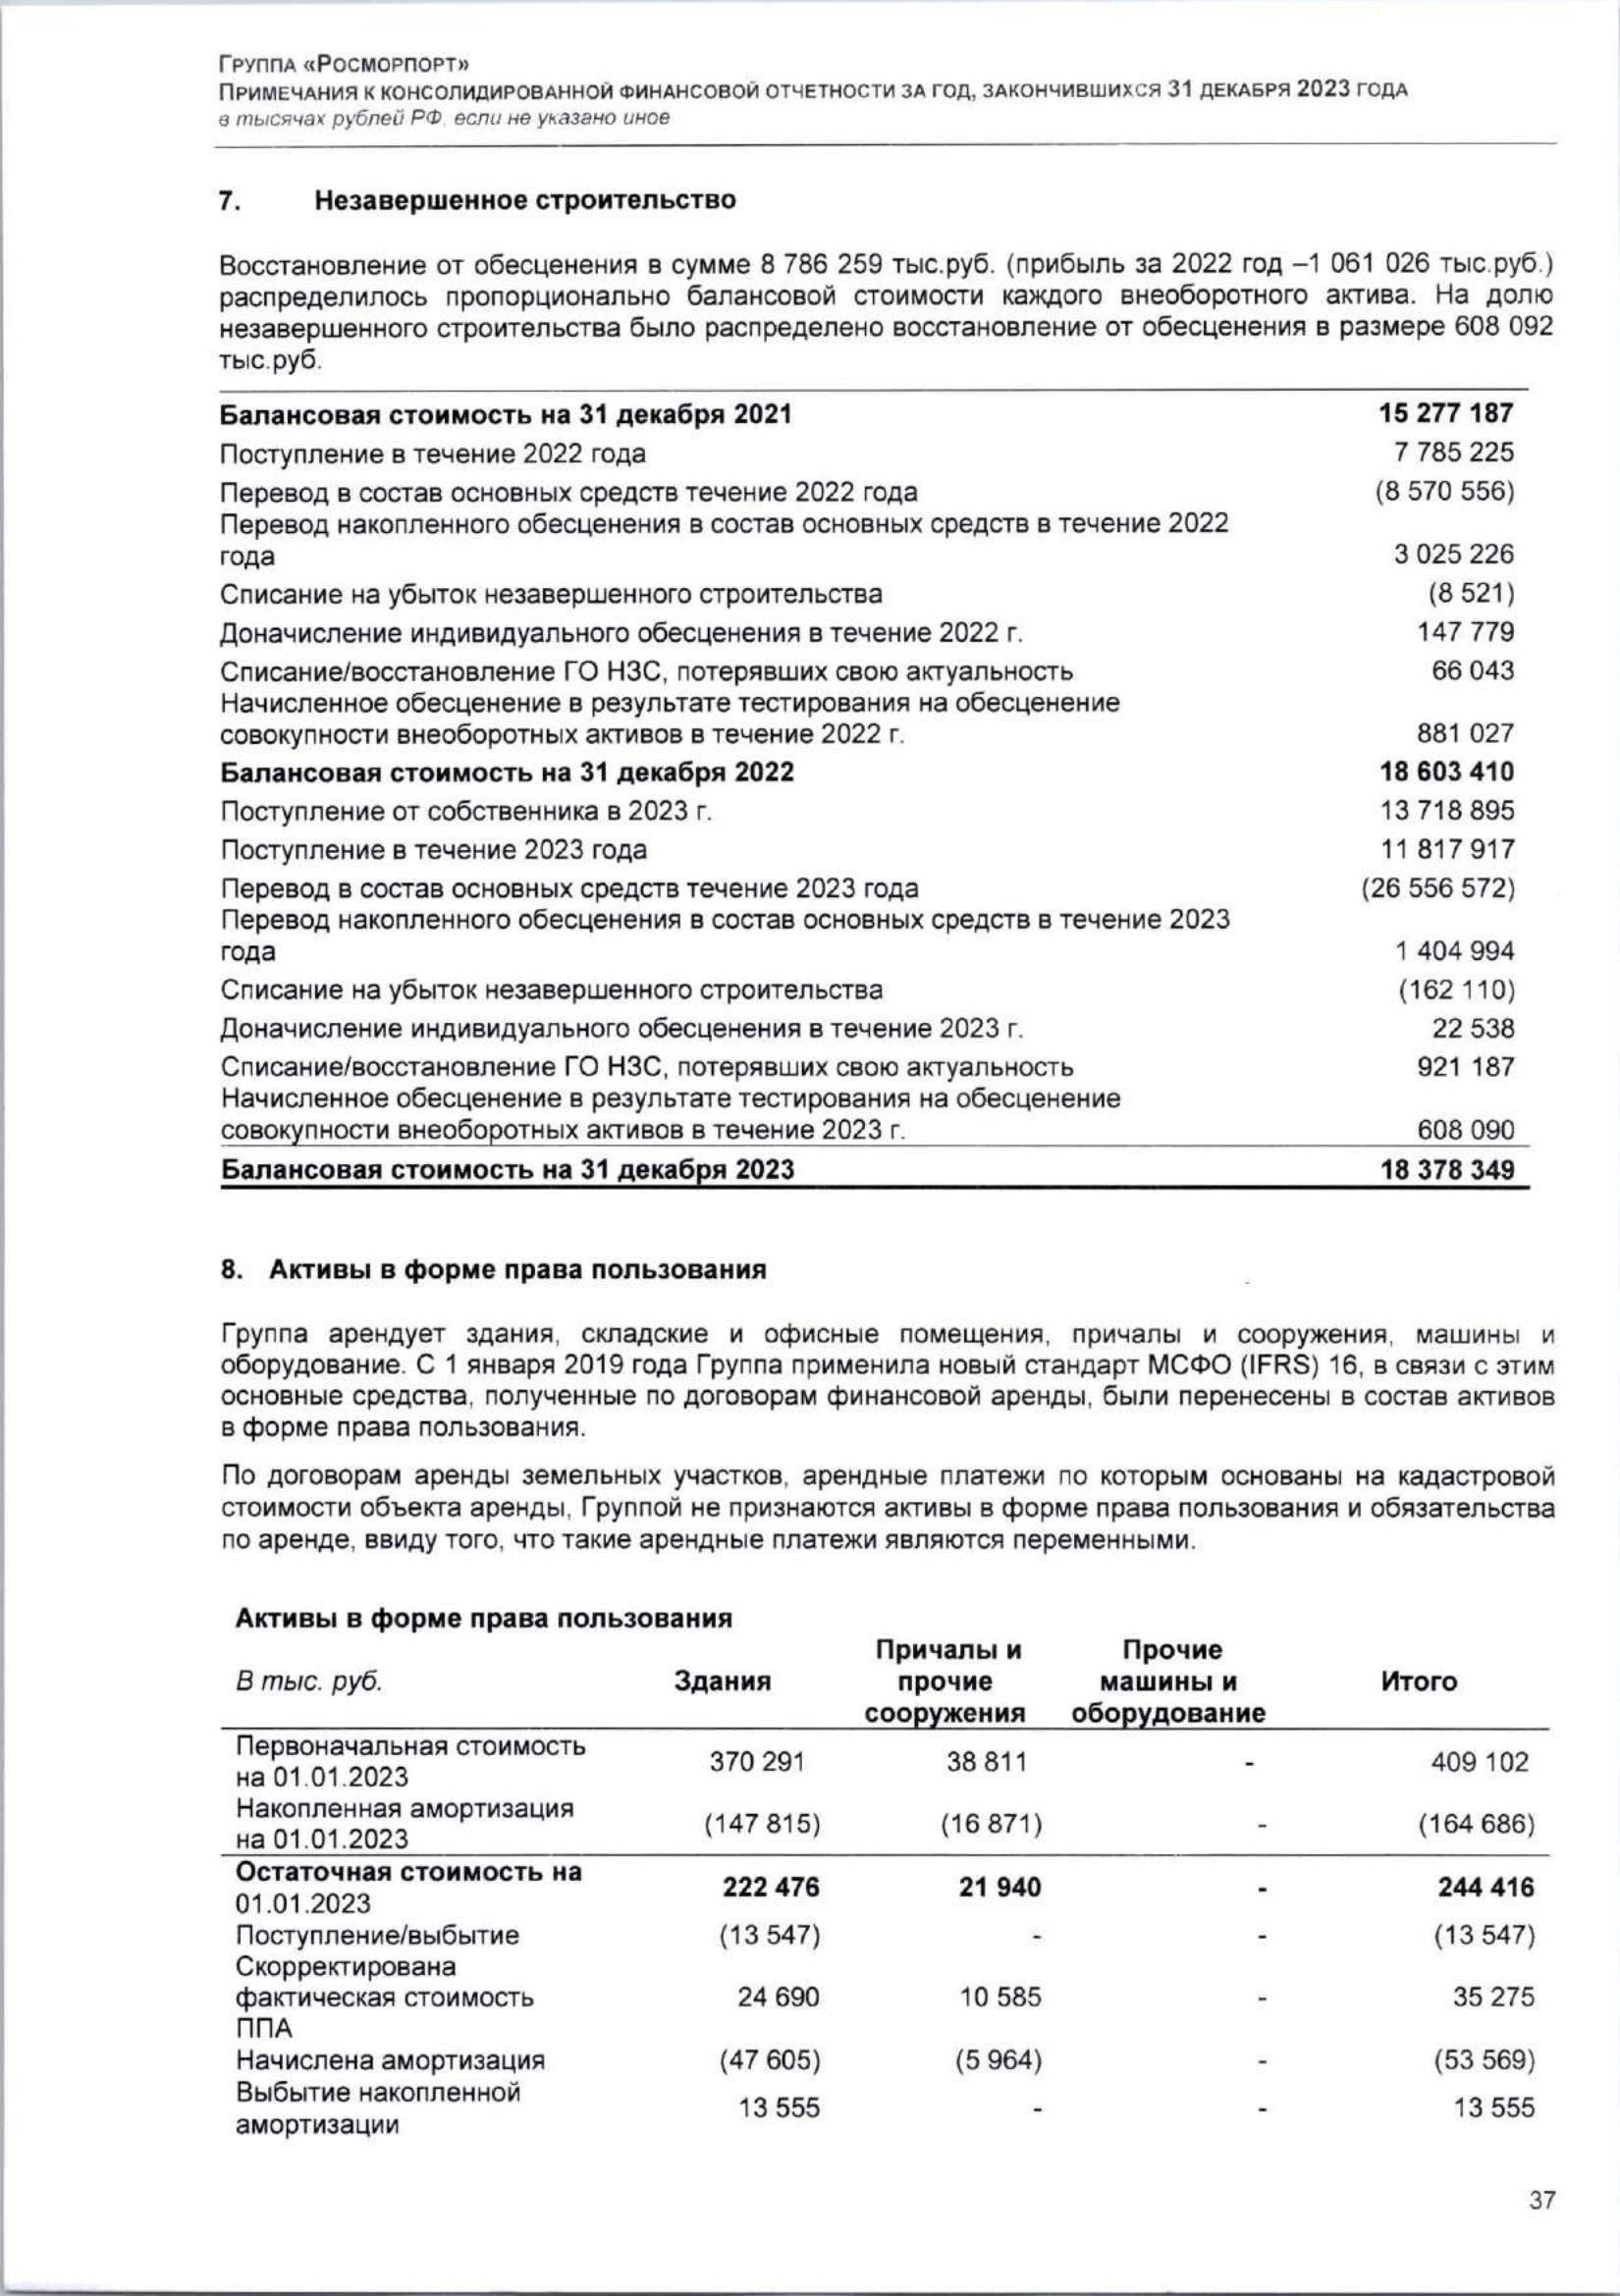 Группа «Росморпорт»
Примечания к консолидированной финансовой отчетности за год, закончившихся 31 декабря 2023 года
в тысячах рублей РФ, если не указано иное
7. Незавершенное строительство
Восстановление от обесценения в сумме 8 786 259 тыс.руб. (прибыль за 2022 год –1 061 026 тыс.руб.)
распределилось пропорционально балансовой стоимости каждого внеоборотного актива. На долю
незавершенного строительства было распределено восстановление от обесценения в размере 608 092
тыс.руб.
Балансовая стоимость на 31 декабря 2021 15 277 187
Поступление в течение 2022 года 7 785 225
Перевод в состав основных средств течение 2022 года (8 570 556)
Перевод накопленного обесценения в состав основных средств в течение 2022
года 3 025 226
Списание на убыток незавершенного строительства (8 521)
Доначисление индивидуального обесценения в течение 2022 г. 147 779
Списание/восстановление ГО НЗС, потерявших свою актуальность 66 043
Начисленное обесценение в результате тестирования на обесценение
совокупности внеоборотных активов в течение 2022 г. 881 027
Балансовая стоимость на 31 декабря 2022 18 603 410
Поступление от собственника в 2023 г. 13 718 895
Поступление в течение 2023 года 11 817 917
Перевод в состав основных средств течение 2023 года (26 556 572)
Перевод накопленного обесценения в состав основных средств в течение 2023
года 1 404 994
Списание на убыток незавершенного строительства (162 110)
Доначисление индивидуального обесценения в течение 2023 г. 22 538
Списание/восстановление ГО НЗС, потерявших свою актуальность 921 187
Начисленное обесценение в результате тестирования на обесценение
совокупности внеоборотных активов в течение 2023 г. 608 090
Балансовая стоимость на 31 декабря 2023 18 378 349
8. Активы в форме права пользования
Группа арендует здания, складские и офисные помещения, причалы и сооружения, машины и
оборудование. С 1 января 2019 года Группа применила новый стандарт МСФО (IFRS) 16, в связи с этим
основные средства, полученные по договорам финансовой аренды, были перенесены в состав активов
в форме права пользования.
По договорам аренды земельных участков, арендные платежи по которым основаны на кадастровой
стоимости объекта аренды, Группой не признаются активы в форме права пользования и обязательства
по аренде, ввиду того, что такие арендные платежи являются переменными.
Активы в форме права пользования
Причалы и Прочие
В тыс. руб. Здания прочие машины и Итого
сооружения оборудование
Первоначальная стоимость
на 01.01.2023 370 291 38 811 - 409 102
Накопленная амортизация
на 01.01.2023 (147 815) (16 871) - (164 686)
Остаточная стоимость на
01.01.2023 222 476 21 940 - 244 416
Поступление/выбытие (13 547) - - (13 547)
Скорректирована
фактическая стоимость 24 690 10 585 - 35 275
ППА
Начислена амортизация (47 605) (5 964) - (53 569)
Выбытие накопленной
амортизации 13 555 - - 13 555
37